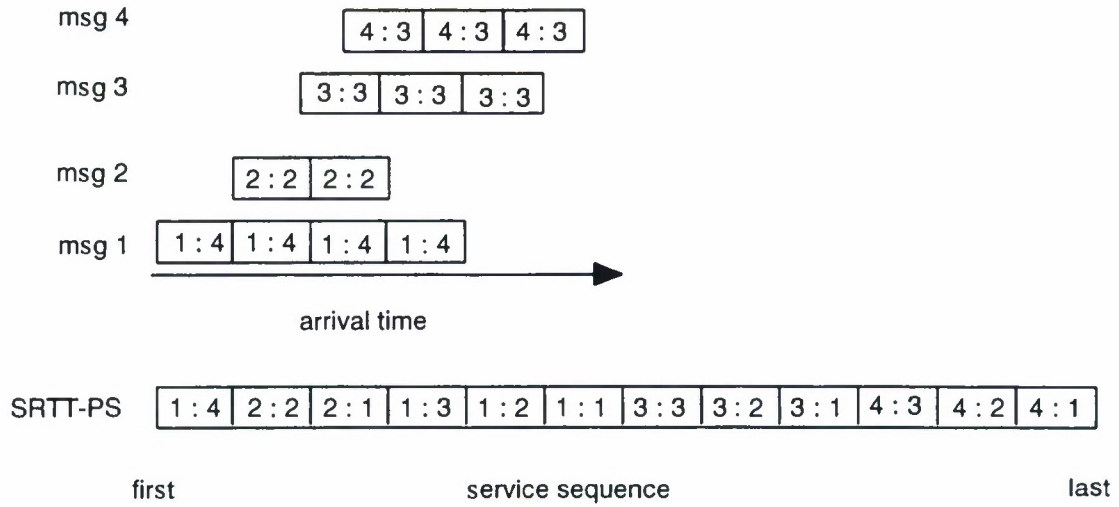 msg 4 4 : 3 4 : 3 4 : 3
msg 3 3 : 3 3 : 3 3 : 3
msg 2 2 : 2 2 : 2
msg 1 1 : 4 1 : 4 1 : 4 1 : 4
arrival time
SRTT-PS 1 : 4 2 : 2 2 : 1 1 : 3 1 : 2 1 : 1 3 : 3 3 : 2 3 : 1 4 : 3 4 : 2 4 : 1
first service sequence last